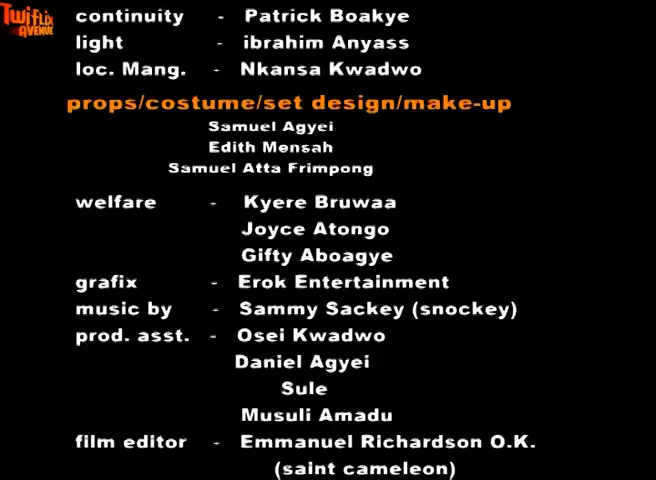 Twiflix
AVENUE
continuity - Patrick Boakye
light - ibrahim Anyass
loc. Mang. - Nkansa Kwadwo
props/costume/set design/make-up
Samuel Agyei
Edith Mensah
Samuel Atta Frimpong
welfare - Kyere Bruwaa
Joyce Atongo
Gifty Aboagye
grafix - Erok Entertainment
music by - Sammy Sackey (snockey)
prod. asst. - Osei Kwadwo
Daniel Agyei
Sule
Musuli Amadu
film editor - Emmanuel Richardson O.K.
(saint cameleon)